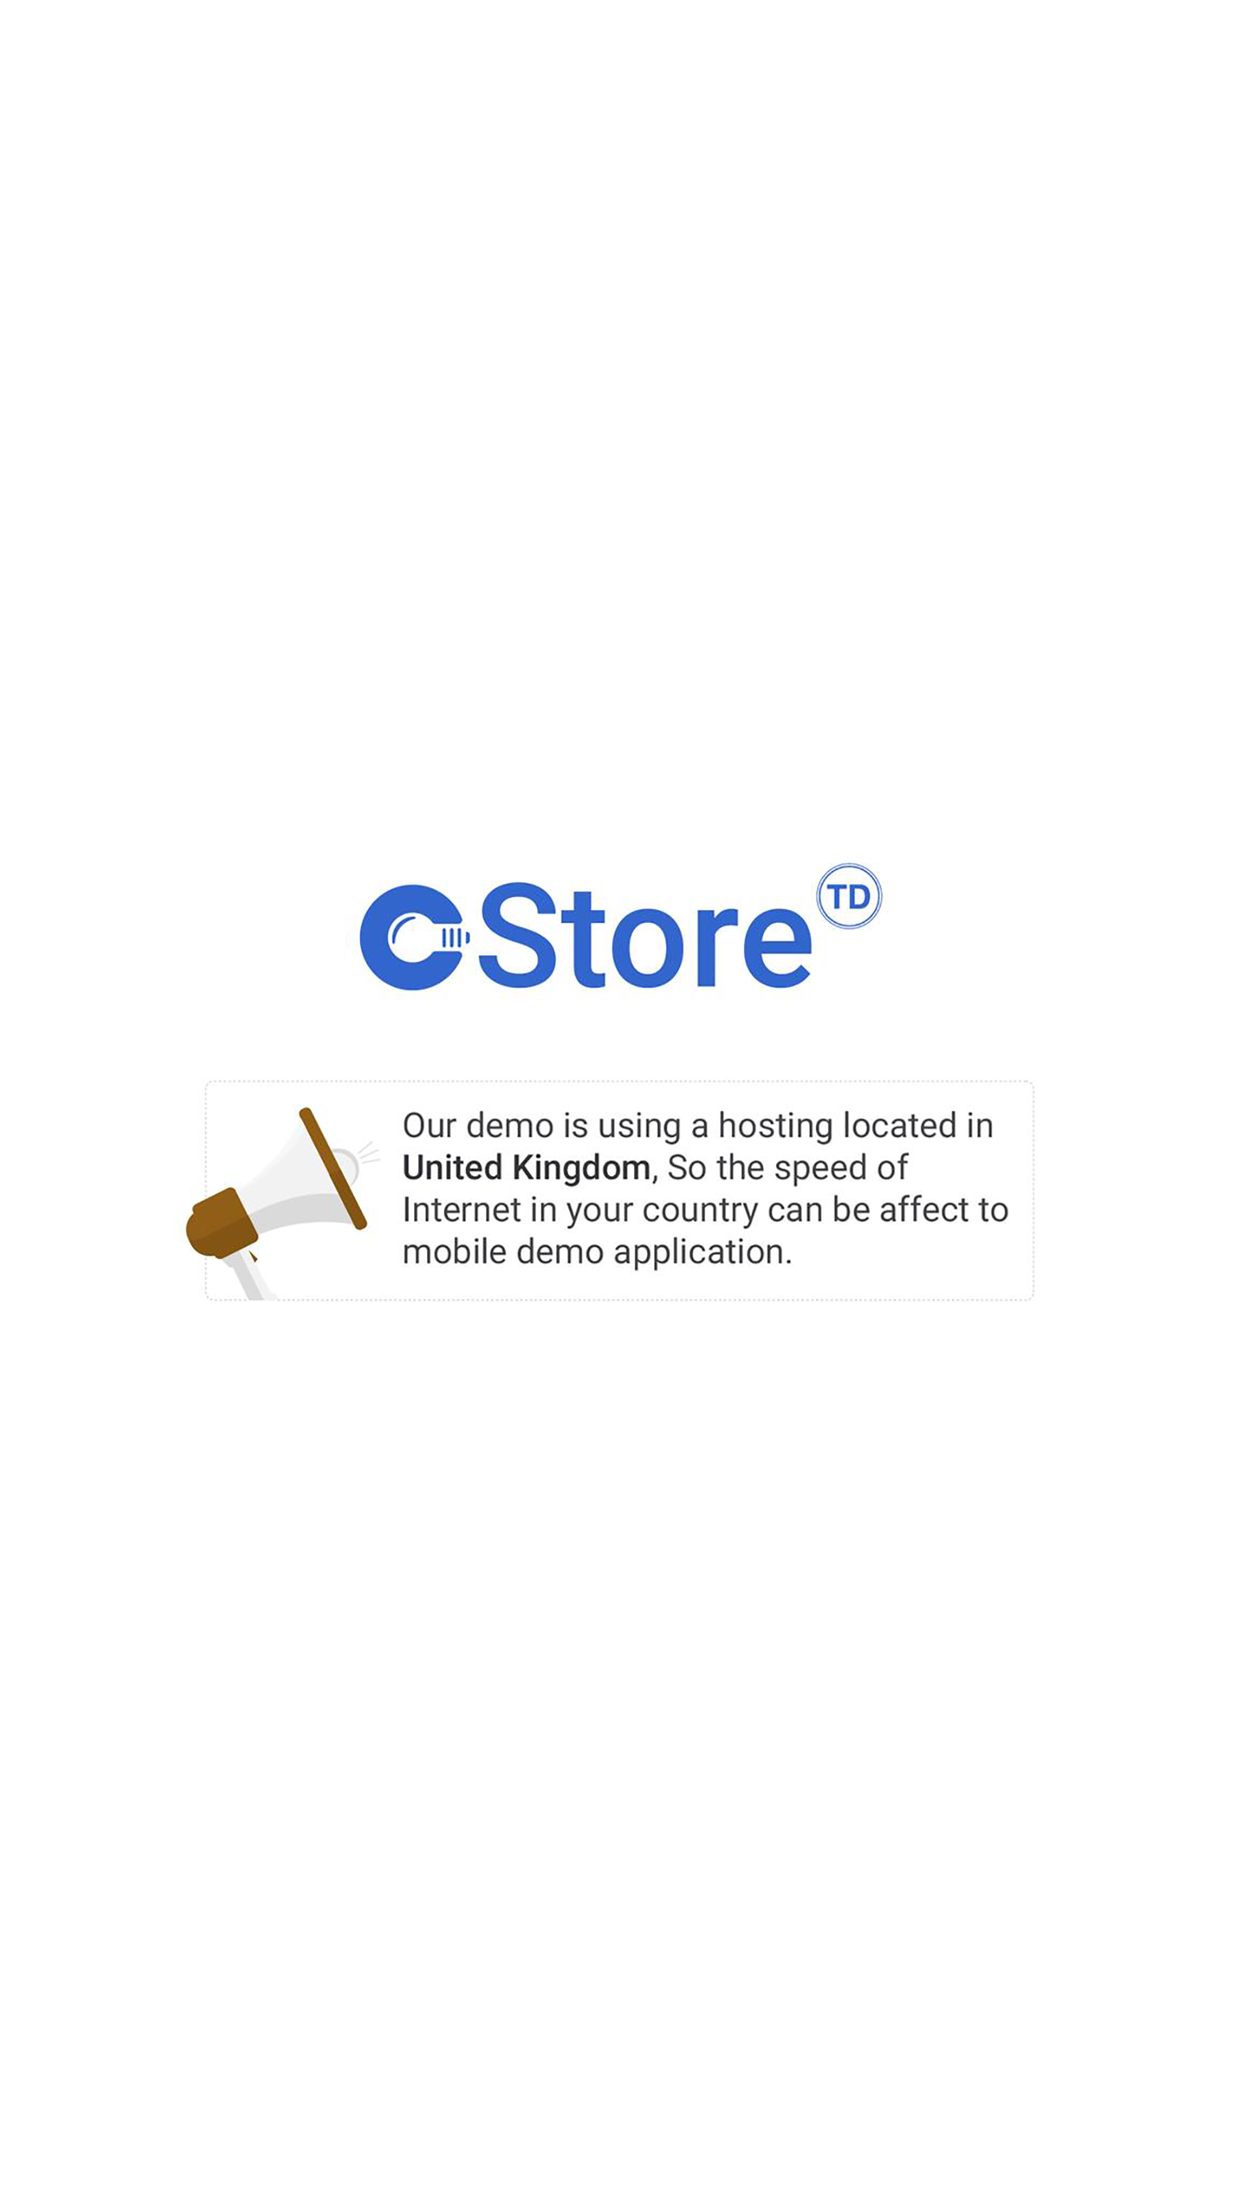 CStore TD
Our demo is using a hosting located in
United Kingdom, So the speed of
Internet in your country can be affect to
mobile demo application.